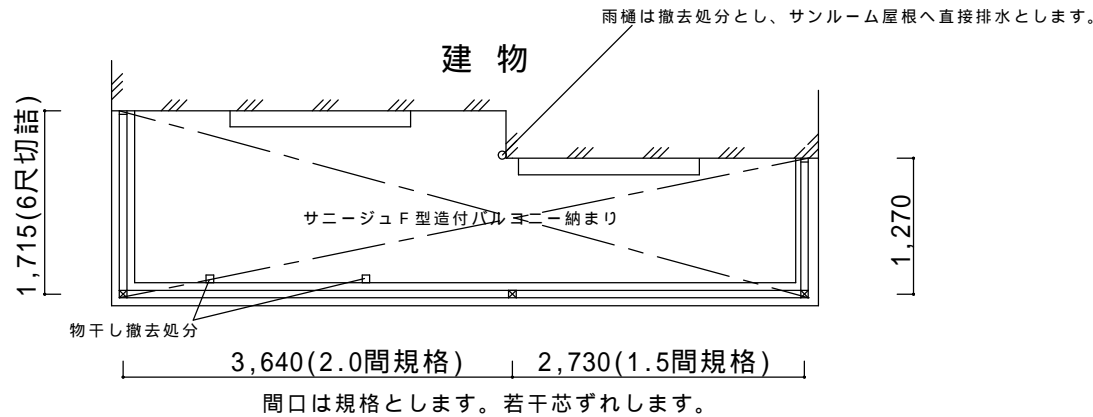 雨樋は撤去処分とし、サンルーム屋根へ直接排水とします。
建物
1,715(6尺切詰)
サニージュF型造付バルコニー納まり
1,270
物干し撤去処分
3,640(2.0間規格)
2,730(1.5間規格)
間口は規格とします。若干芯ずれします。